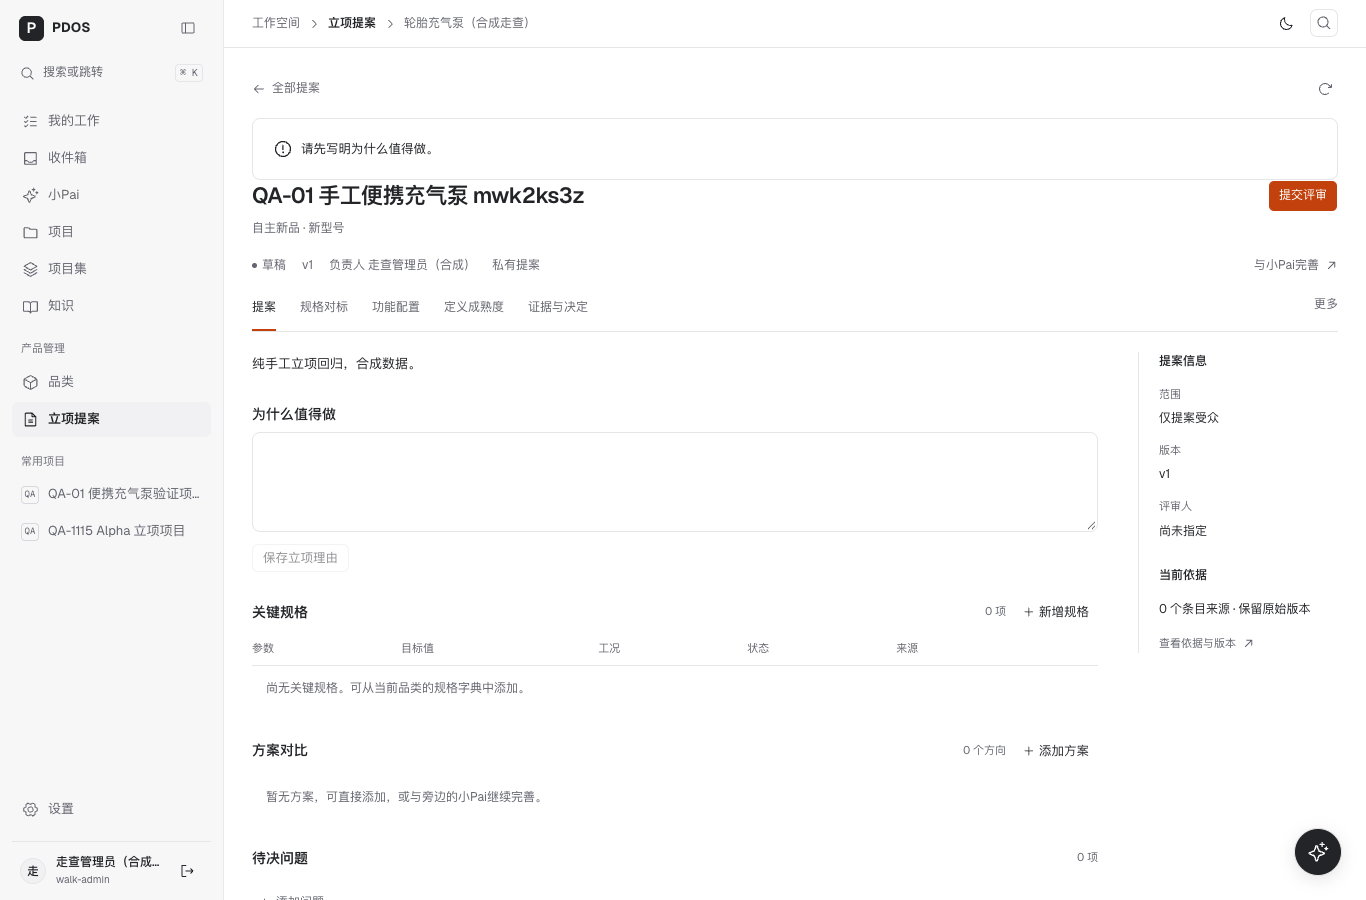 P PDOS
搜索或跳转 ⌘ K
我的工作
收件箱
小Pai
项目
项目集
知识
产品管理
品类
立项提案
常用项目
QA QA-01 便携充气泵验证项...
QA QA-1115 Alpha 立项项目
设置
走 走查管理员（合成...
walk-admin
工作空间 > 立项提案 > 轮胎充气泵（合成走查）
← 全部提案
请先写明为什么值得做。
QA-01 手工便携充气泵 mwk2ks3z
提交评审
自主新品 · 新型号
草稿 v1 负责人 走查管理员（合成） 私有提案
与小Pai完善 ↗
提案 规格对标 功能配置 定义成熟度 证据与决定 更多
纯手工立项回归，合成数据。
为什么值得做
保存立项理由
关键规格 0 项 + 新增规格
参数 目标值 工况 状态 来源
尚无关键规格。可从当前品类的规格字典中添加。
方案对比 0 个方向 + 添加方案
暂无方案，可直接添加，或与旁边的小Pai继续完善。
待决问题 0 项
+ 添加问题
提案信息
范围
仅提案受众
版本
v1
评审人
尚未指定
当前依据
0 个条目来源 · 保留原始版本
查看依据与版本 ↗